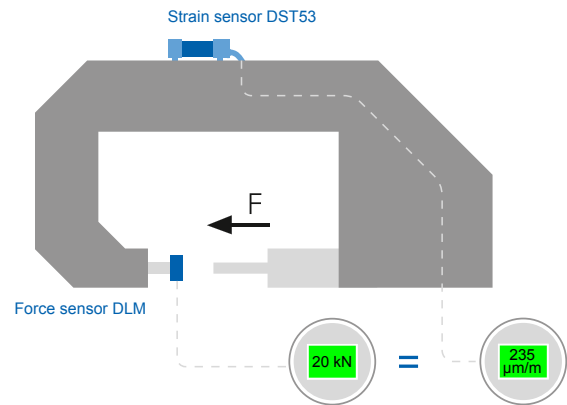 Strain sensor DST53
F
Force sensor DLM
20 kN
=
235
µm/m